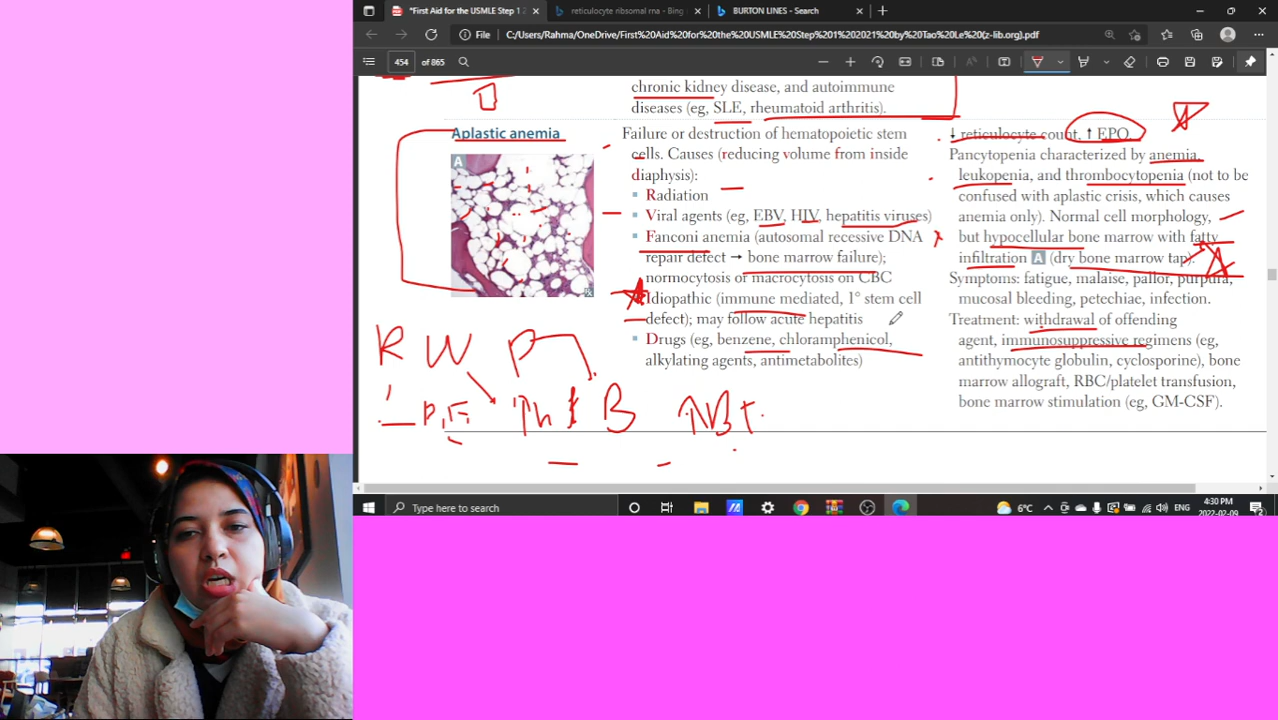 "First Aid for the USMLE Step 1 2
reticulocyte ribsomal rna - Bing
BURTON LINES - Search
File
C:/Users/Rahma/OneDrive/First%20Aid%20for%20the%20USMLE%20Step%201%202021%20by%20Tao%20Le%20(z-lib.org).pdf
454 of 865
chronic kidney disease, and autoimmune
diseases (eg, SLE, rheumatoid arthritis).
Aplastic anemia
A
Failure or destruction of hematopoietic stem
cells. Causes (reducing volume from inside
diaphysis):
Radiation
Viral agents (eg, EBV, HIV, hepatitis viruses)
Fanconi anemia (autosomal recessive DNA
repair defect → bone marrow failure);
normocytosis or macrocytosis on CBC
Idiopathic (immune mediated, 1° stem cell
defect); may follow acute hepatitis
Drugs (eg, benzene, chloramphenicol,
alkylating agents, antimetabolites)
↓ reticulocyte count, ↑ EPO.
Pancytopenia characterized by anemia,
leukopenia, and thrombocytopenia (not to be
confused with aplastic crisis, which causes
anemia only). Normal cell morphology,
but hypocellular bone marrow with fatty
infiltration A (dry bone marrow tap).
Symptoms: fatigue, malaise, pallor, purpura,
mucosal bleeding, petechiae, infection.
Treatment: withdrawal of offending
agent, immunosuppressive regimens (eg,
antithymocyte globulin, cyclosporine), bone
marrow allograft, RBC/platelet transfusion,
bone marrow stimulation (eg, GM-CSF).
R W P
B
Type here to search
6°C
ENG
4:30 PM
2022-02-09